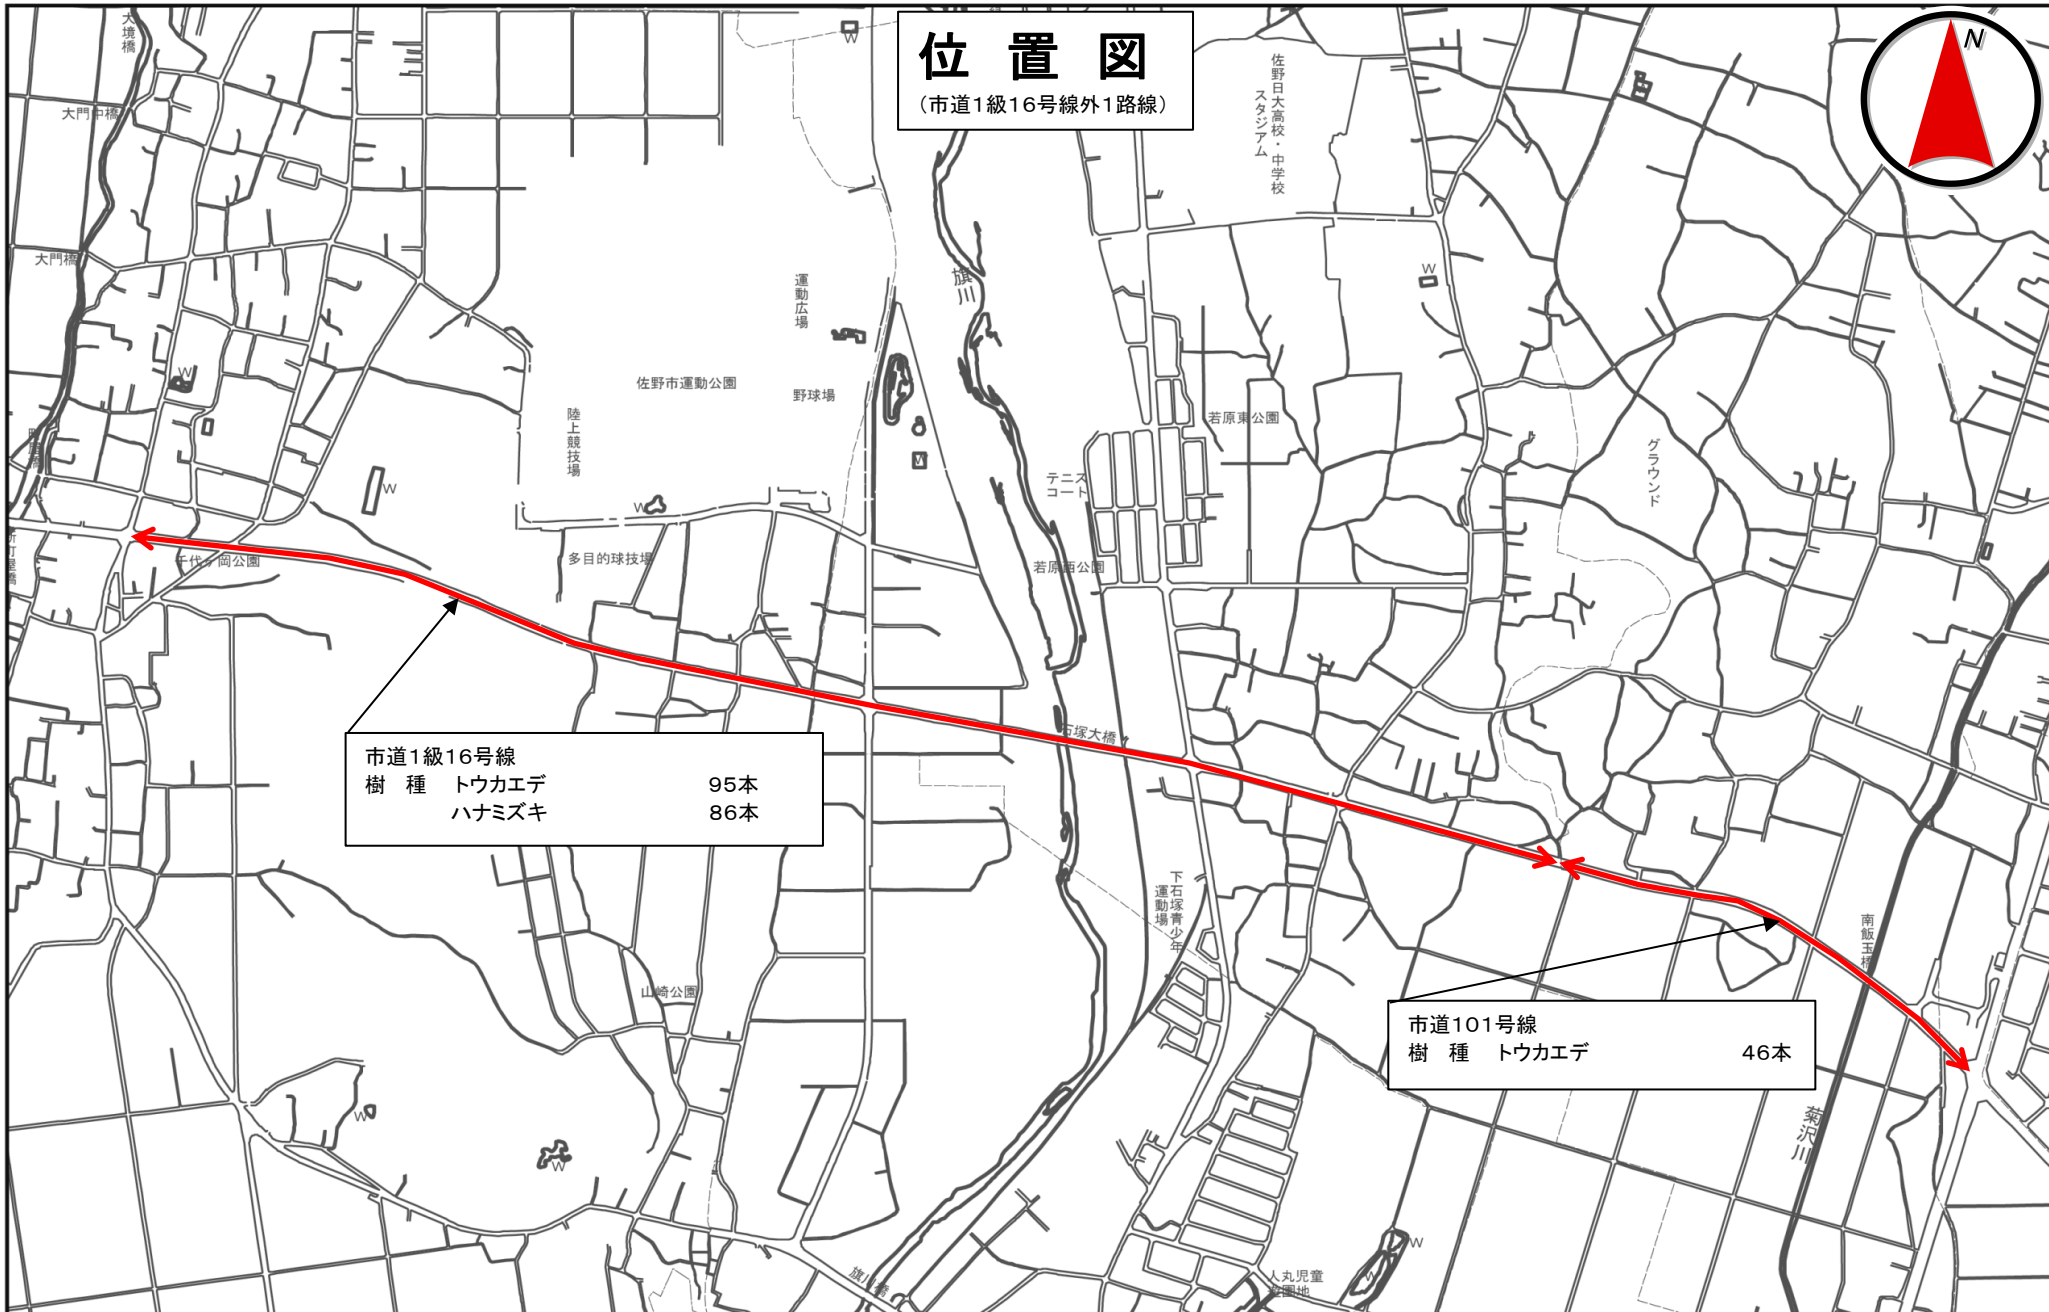 位 置 図
（市道1級16号線外1路線）
N
大境橋
大門中橋
大門橋
W
佐野日大高校・中学校
スタジアム
旗川
運動広場
佐野市運動公園
野球場
陸上競技場
W
W
W
W
W
W
テニス
コート
若原東公園
グラウンド
千代ヶ岡公園
多目的球技場
若原西公園
石塚大橋
市道1級16号線
樹 種 トウカエデ 95本
ハナミズキ 86本
下石塚青少年
運動場
南飯玉橋
山崎公園
市道101号線
樹 種 トウカエデ 46本
菊沢川
W
W
W
W
旗川橋
人丸児童
遊園地